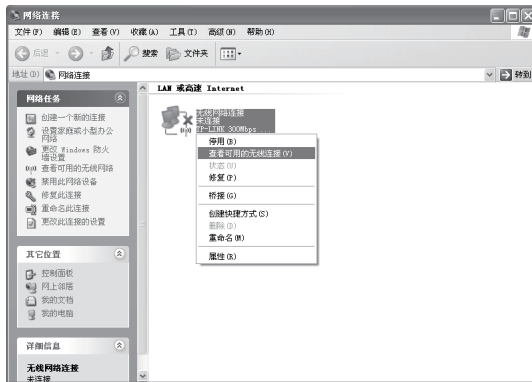 网络连接
文件(F) 编辑(E) 查看(V) 收藏(A) 工具(T) 高级(N) 帮助(H)
后退 搜索 文件夹
地址(D) 网络连接 转到
网络任务
创建一个新的连接
设置家庭或小型办公网络
更改 Windows 防火墙设置
查看可用的无线网络
禁用此网络设备
修复此连接
重命名此连接
更改此连接的设置
其它位置
控制面板
网上邻居
我的文档
我的电脑
详细信息
无线网络连接
未连接
LAN 或高速 Internet
无线网络连接
未连接
TP-LINK 300Mbps ...
停用(B)
查看可用的无线连接(V)
状态(U)
修复(P)
桥接(G)
创建快捷方式(S)
删除(D)
重命名(M)
属性(R)